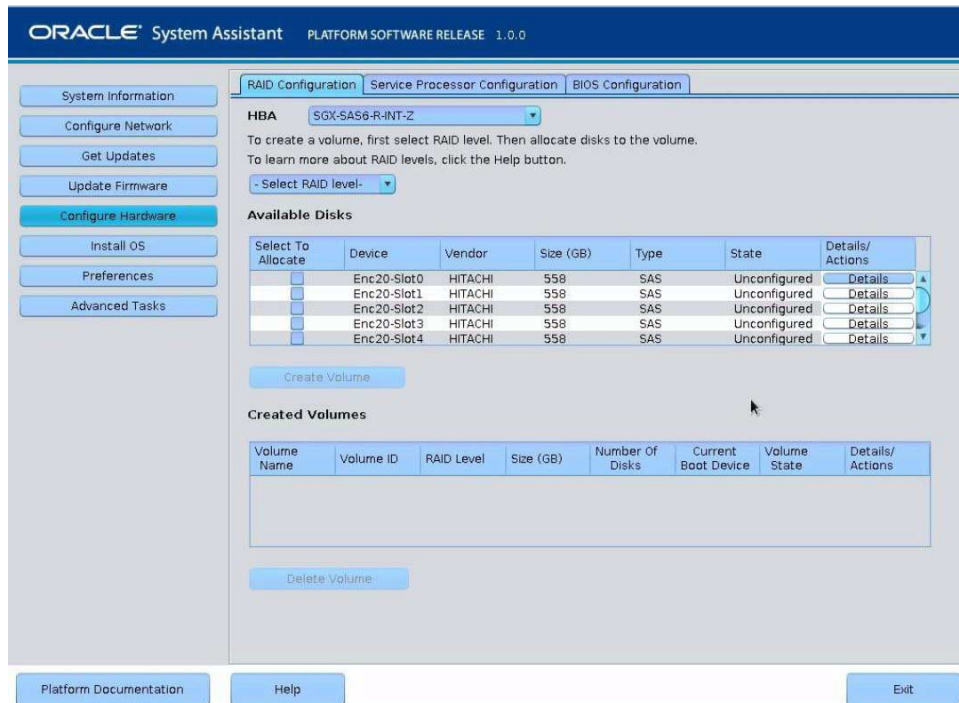 ORACLE System Assistant PLATFORM SOFTWARE RELEASE 1.0.0
System Information
Configure Network
Get Updates
Update Firmware
Configure Hardware
Install OS
Preferences
Advanced Tasks
RAID Configuration Service Processor Configuration BIOS Configuration
HBA SGX-SAS6-R-INT-Z
To create a volume, first select RAID level. Then allocate disks to the volume.
To learn more about RAID levels, click the Help button.
- Select RAID level-
Available Disks
Select To Allocate Device Vendor Size (GB) Type State Details/ Actions
Enc20-Slot0 HITACHI 558 SAS Unconfigured Details
Enc20-Slot1 HITACHI 558 SAS Unconfigured Details
Enc20-Slot2 HITACHI 558 SAS Unconfigured Details
Enc20-Slot3 HITACHI 558 SAS Unconfigured Details
Enc20-Slot4 HITACHI 558 SAS Unconfigured Details
Create Volume
Created Volumes
Volume Name Volume ID RAID Level Size (GB) Number Of Disks Current Boot Device Volume State Details/ Actions
Delete Volume
Platform Documentation Help Exit